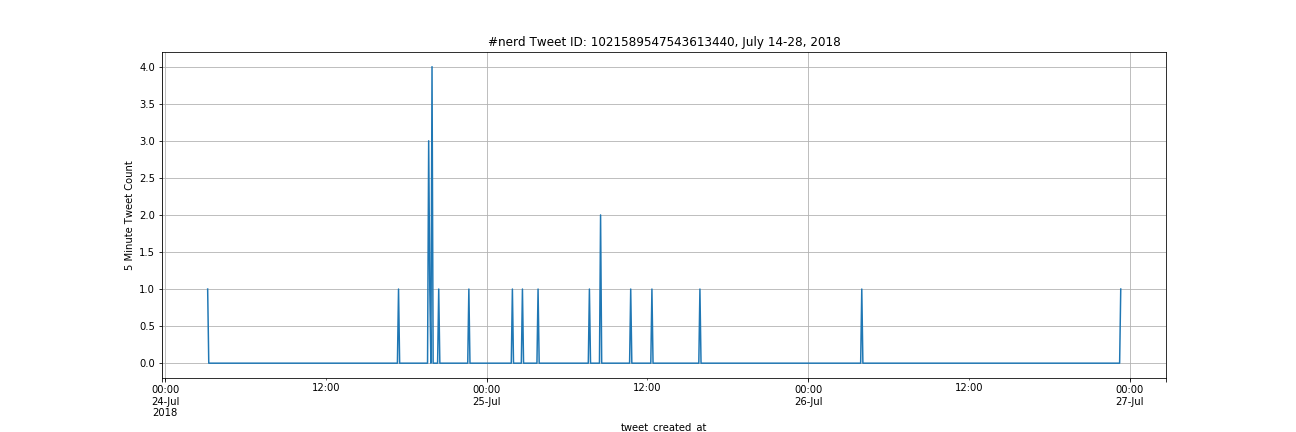 #nerd Tweet ID: 1021589547543613440, July 14-28, 2018
4.0
3.5
3.0
2.5
2.0
1.5
1.0
0.5
0.0
5 Minute Tweet Count
00:00 12:00 00:00 12:00 00:00 12:00 00:00
24-Jul 25-Jul 26-Jul 27-Jul
2018
tweet_created_at